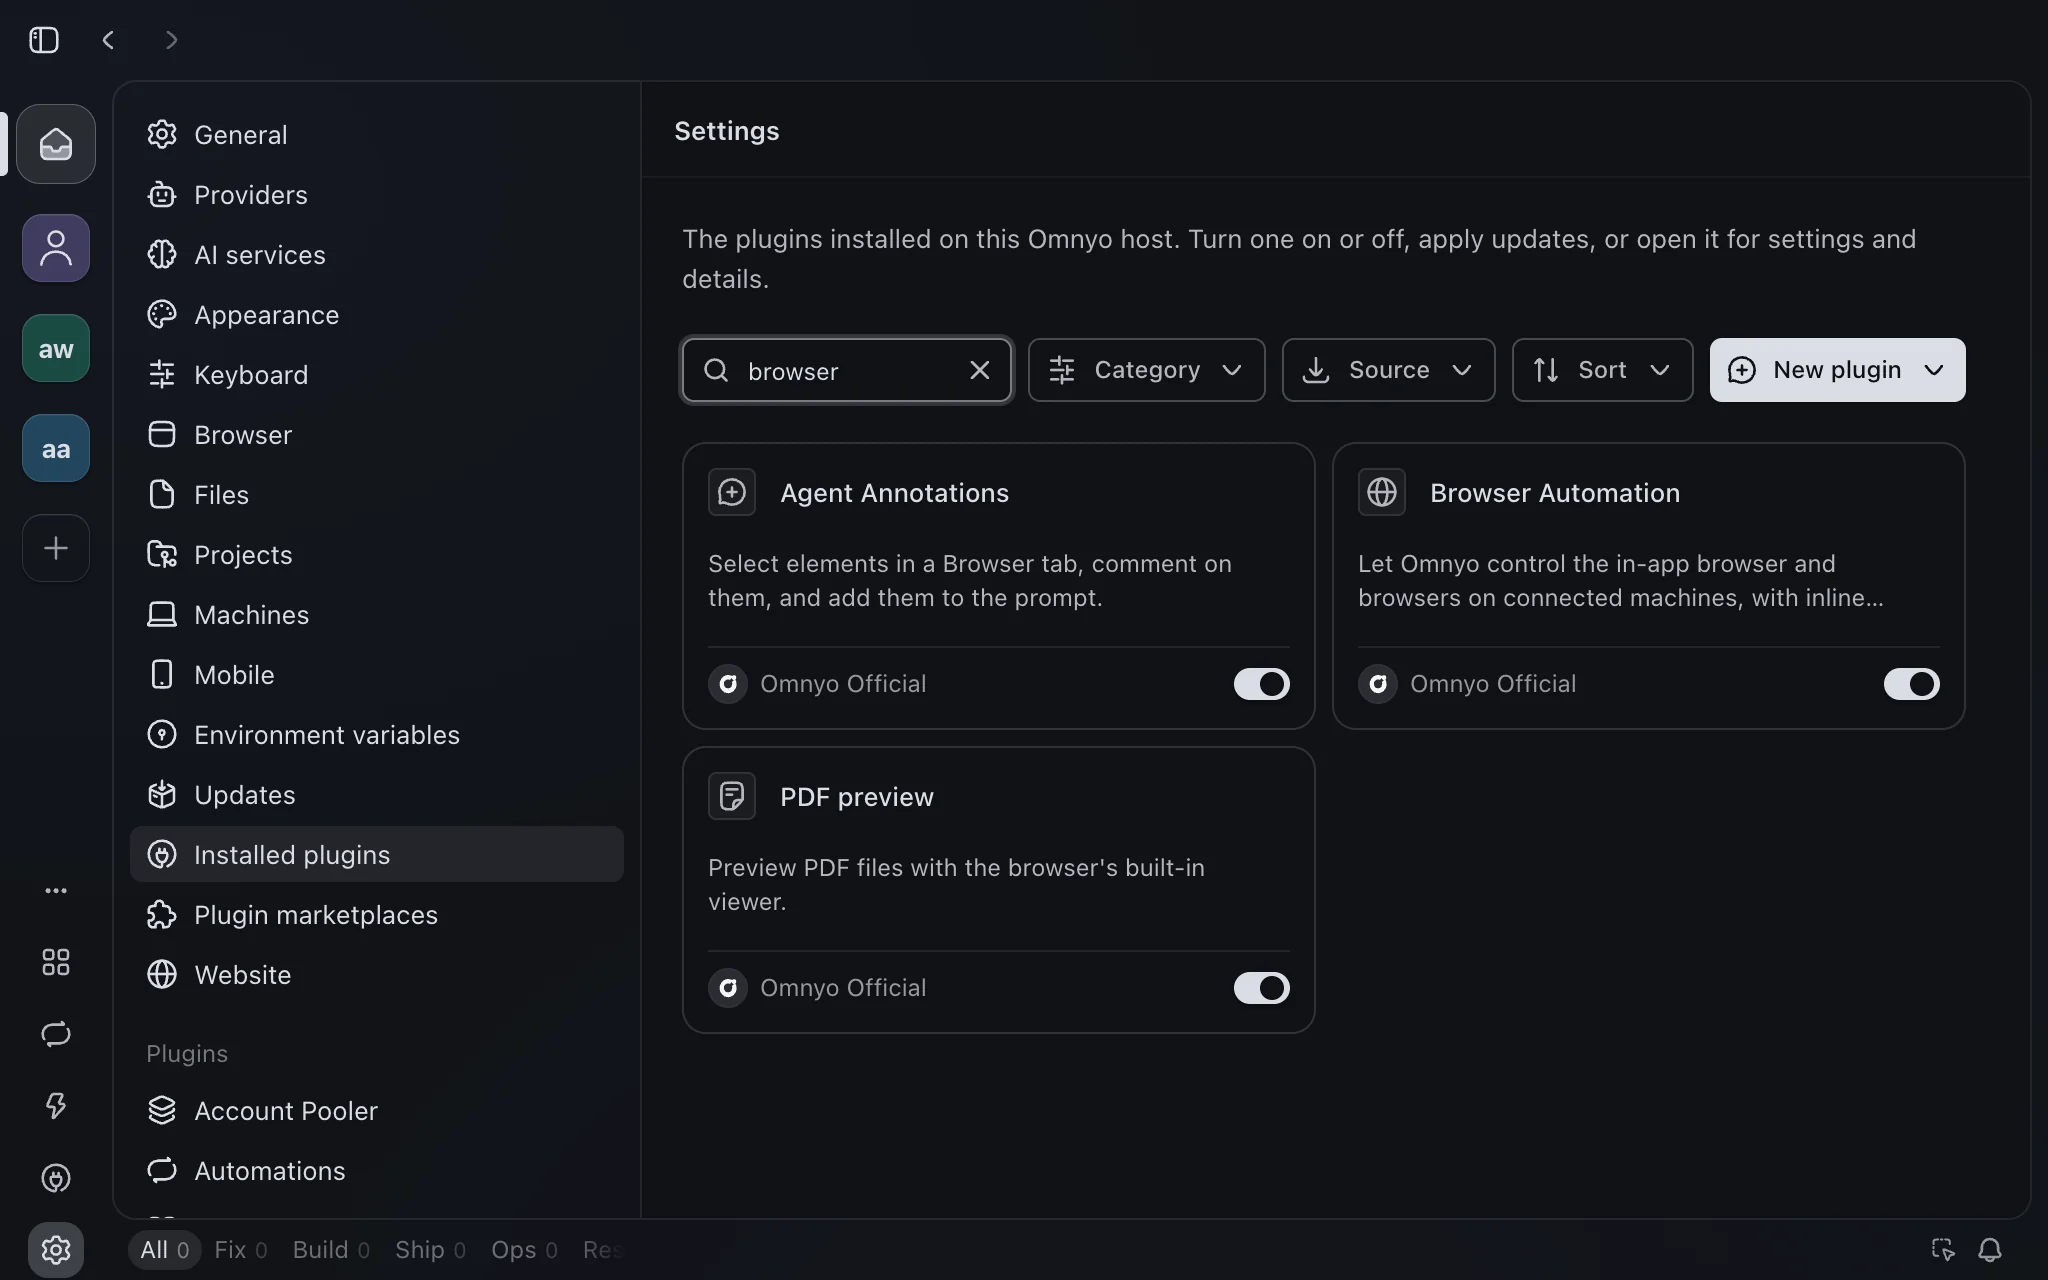 Settings
aw
aa
General
Providers
AI services
Appearance
Keyboard
Browser
Files
Projects
Machines
Mobile
Environment variables
Updates
Installed plugins
Plugin marketplaces
Website
Plugins
Account Pooler
Automations
The plugins installed on this Omnyo host. Turn one on or off, apply updates, or open it for settings and
details.
browser
Category
Source
Sort
New plugin
Agent Annotations
Select elements in a Browser tab, comment on
them, and add them to the prompt.
Omnyo Official
Browser Automation
Let Omnyo control the in-app browser and
browsers on connected machines, with inline...
Omnyo Official
PDF preview
Preview PDF files with the browser's built-in
viewer.
Omnyo Official
All 0 Fix 0 Build 0 Ship 0 Ops 0